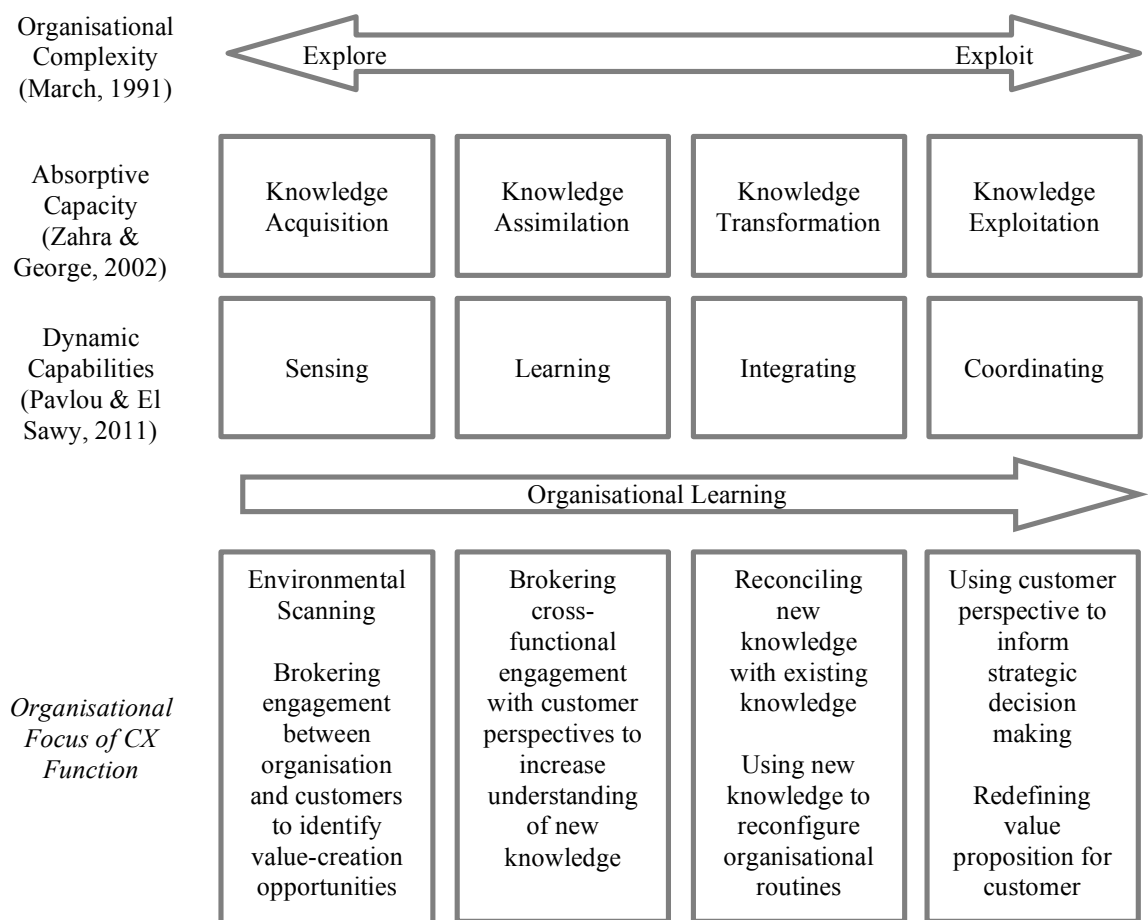 Organisational
Complexity
(March, 1991)
Explore
Exploit
Absorptive
Capacity
(Zahra &
George, 2002)
Knowledge
Acquisition
Knowledge
Assimilation
Knowledge
Transformation
Knowledge
Exploitation
Dynamic
Capabilities
(Pavlou & El
Sawy, 2011)
Sensing
Learning
Integrating
Coordinating
Organisational Learning
Organisational
Focus of CX
Function
Environmental
Scanning
Brokering
engagement
between
organisation
and customers
to identify
value-creation
opportunities
Brokering
cross-
functional
engagement
with customer
perspectives to
increase
understanding
of new
knowledge
Reconciling
new
knowledge
with existing
knowledge
Using new
knowledge to
reconfigure
organisational
routines
Using customer
perspective to
inform
strategic
decision
making
Redefining
value
proposition for
customer